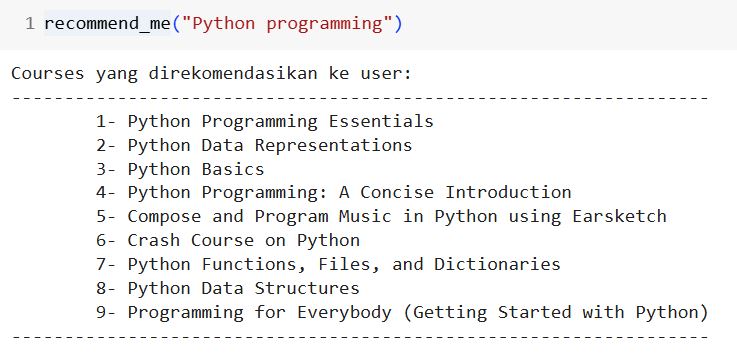 1 recommend_me("Python programming")
Courses yang direkomendasikan ke user:
-------------------------------------------------------------------
1- Python Programming Essentials
2- Python Data Representations
3- Python Basics
4- Python Programming: A Concise Introduction
5- Compose and Program Music in Python using Earsketch
6- Crash Course on Python
7- Python Functions, Files, and Dictionaries
8- Python Data Structures
9- Programming for Everybody (Getting Started with Python)
-------------------------------------------------------------------